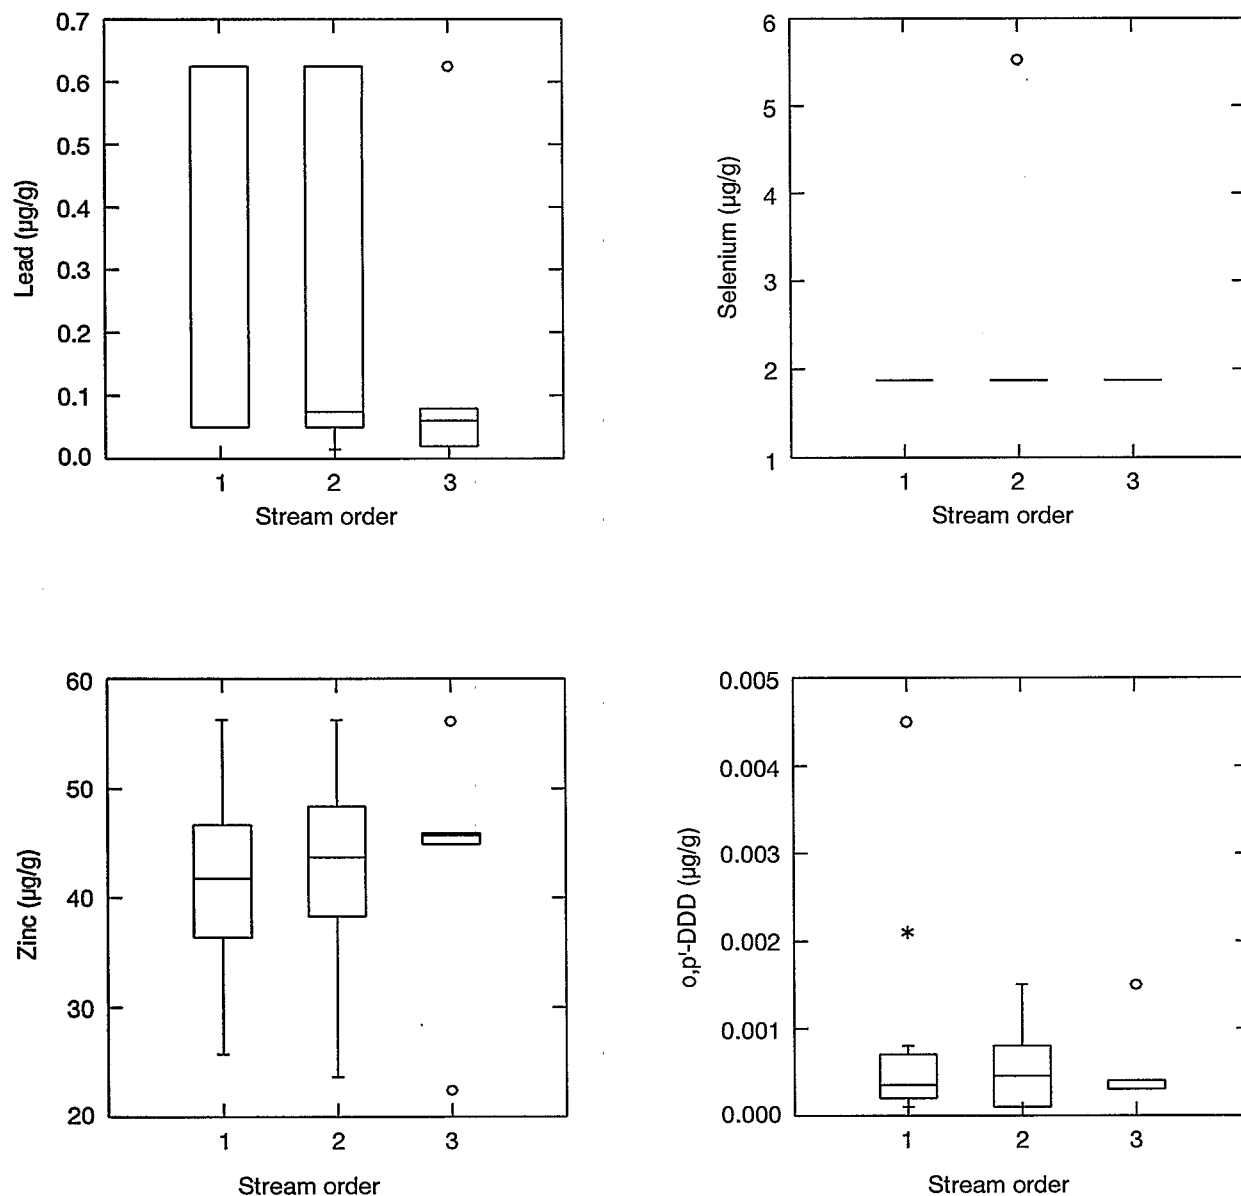 0.7
0.6
0.5
0.4
0.3
0.2
0.1
0.0
Lead (µg/g)
1 2 3
Stream order
6
5
4
3
2
1
Selenium (µg/g)
1 2 3
Stream order
60
50
40
30
20
Zinc (µg/g)
1 2 3
Stream order
0.005
0.004
0.003
0.002
0.001
0.000
o,p'-DDD (µg/g)
1 2 3
Stream order